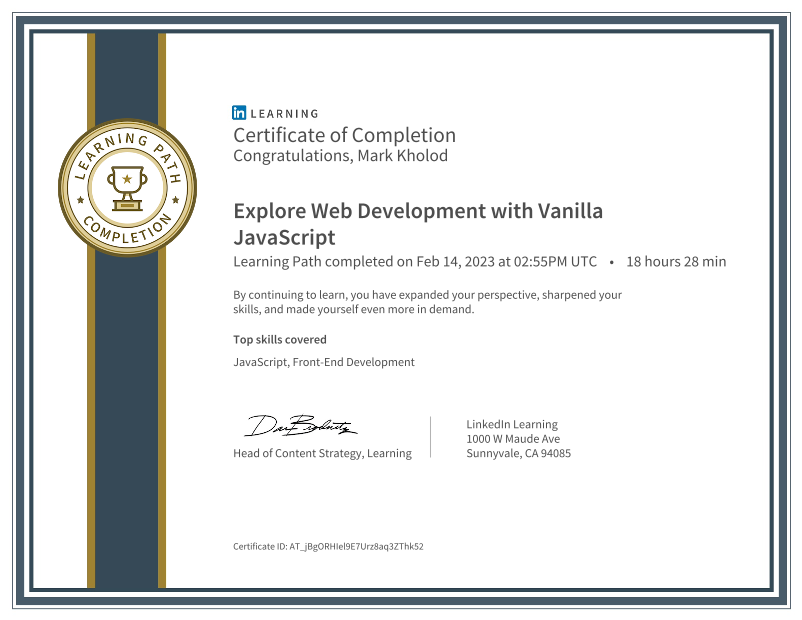 LEARNING PATH
COMPLETION
in LEARNING
Certificate of Completion
Congratulations, Mark Kholod
Explore Web Development with Vanilla
JavaScript
Learning Path completed on Feb 14, 2023 at 02:55PM UTC • 18 hours 28 min
By continuing to learn, you have expanded your perspective, sharpened your
skills, and made yourself even more in demand.
Top skills covered
JavaScript, Front-End Development
Head of Content Strategy, Learning
LinkedIn Learning
1000 W Maude Ave
Sunnyvale, CA 94085
Certificate ID: AT_jBgORHIel9E7Urz8aq3ZThk52